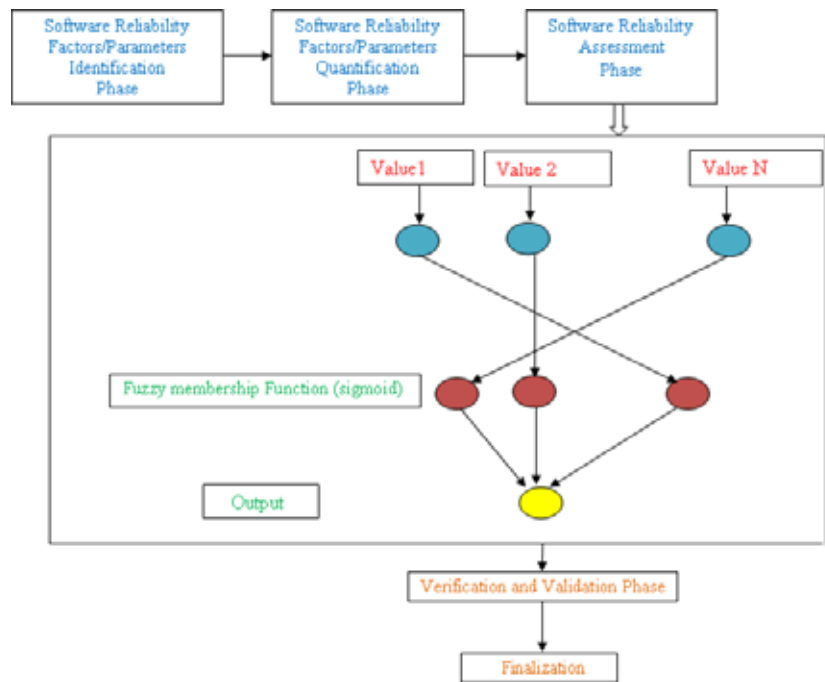 Software Reliability
Factors/Parameters
Identification
Phase
Software Reliability
Factors/Parameters
Quantification
Phase
Software Reliability
Assessment
Phase
Value1
Value 2
Value N
Fuzzy membership Function (sigmoid)
Output
Verification and Validation Phase
Finalization